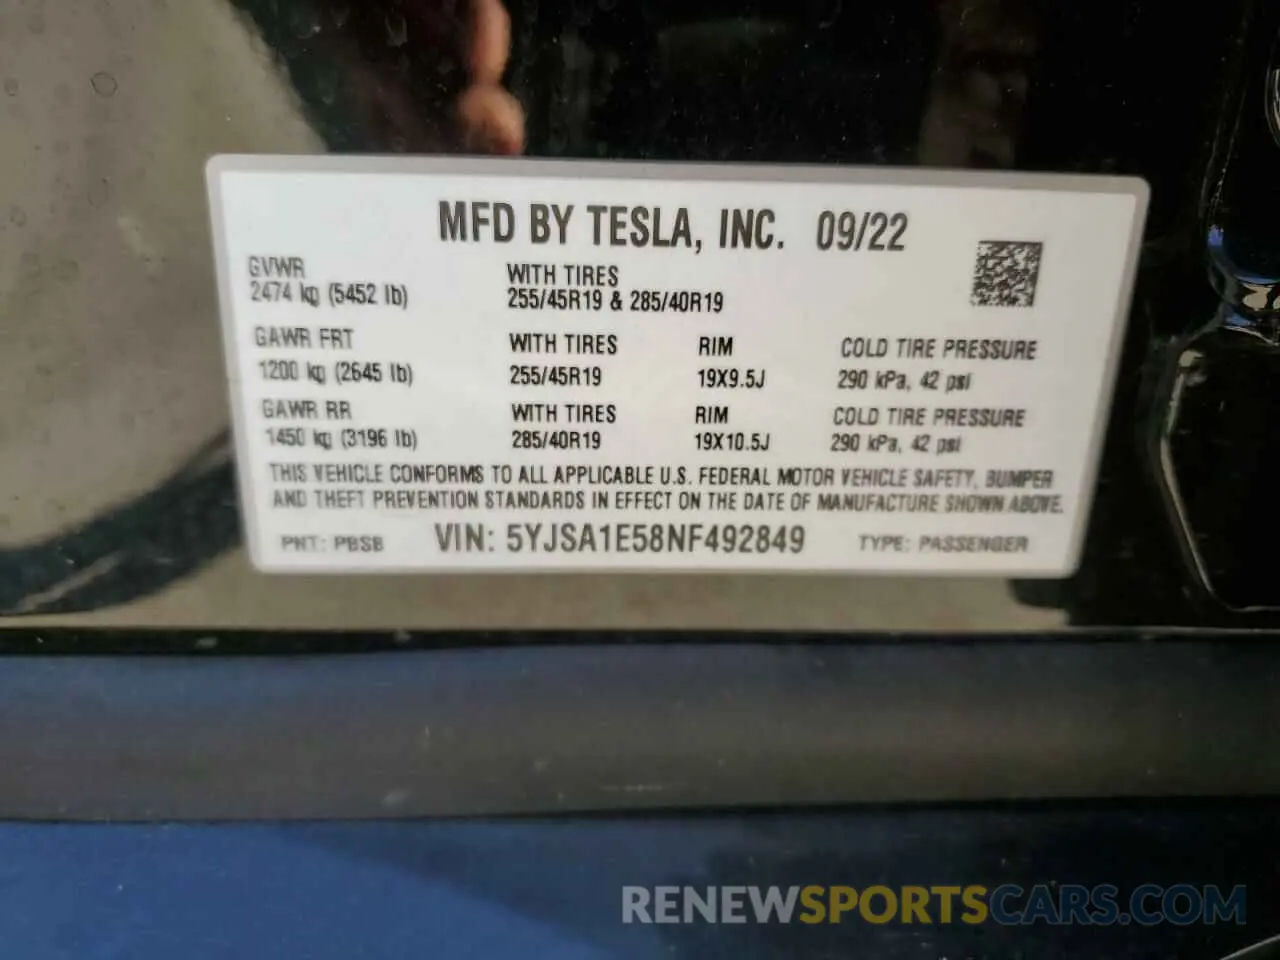 MFD BY TESLA, INC. 09/22
GVWR
2474 kg (5452 lb)
WITH TIRES
255/45R19 & 285/40R19
GAWR FRT WITH TIRES RIM COLD TIRE PRESSURE
1200 kg (2645 lb) 255/45R19 19X9.5J 290 kPa, 42 psi
GAWR RR WITH TIRES RIM COLD TIRE PRESSURE
1450 kg (3196 lb) 285/40R19 19X10.5J 290 kPa, 42 psi
THIS VEHICLE CONFORMS TO ALL APPLICABLE U.S. FEDERAL MOTOR VEHICLE SAFETY, BUMPER
AND THEFT PREVENTION STANDARDS IN EFFECT ON THE DATE OF MANUFACTURE SHOWN ABOVE.
PNT: PBSB VIN: 5YJSA1E58NF492849 TYPE: PASSENGER
RENEWSPORTSCARS.COM